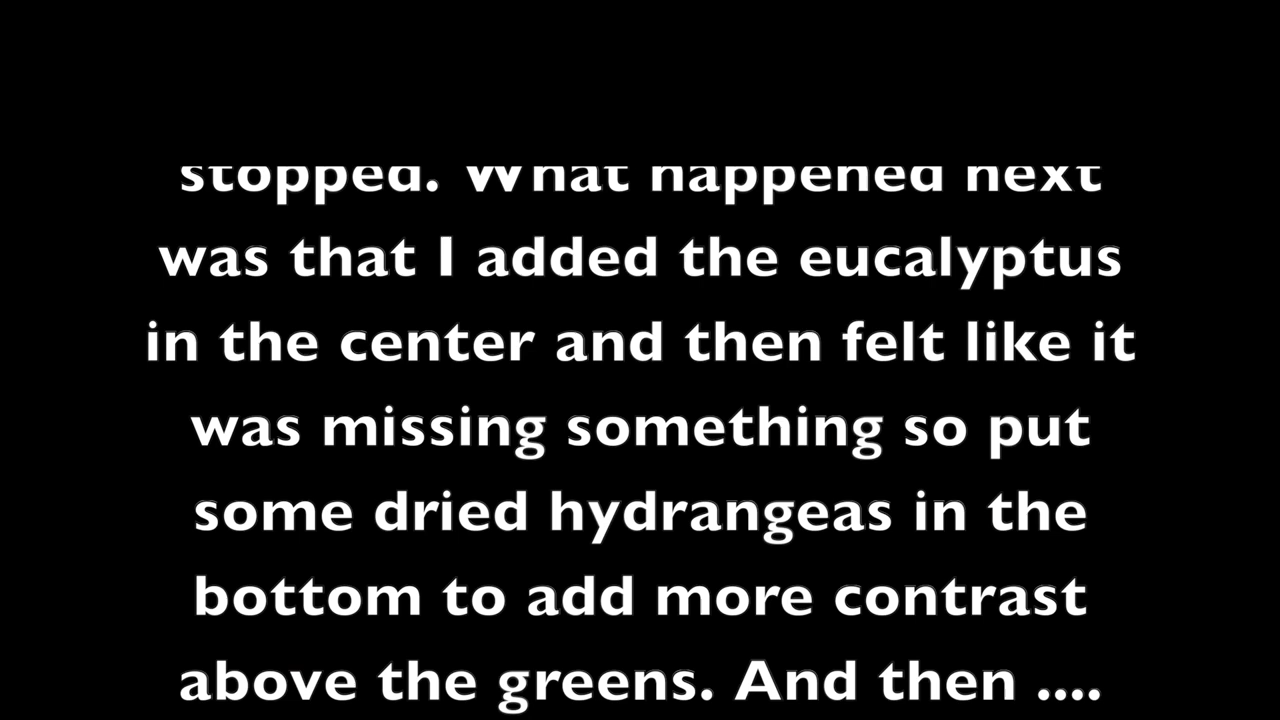 stopped. What happened next
was that I added the eucalyptus
in the center and then felt like it
was missing something so put
some dried hydrangeas in the
bottom to add more contrast
above the greens. And then ....